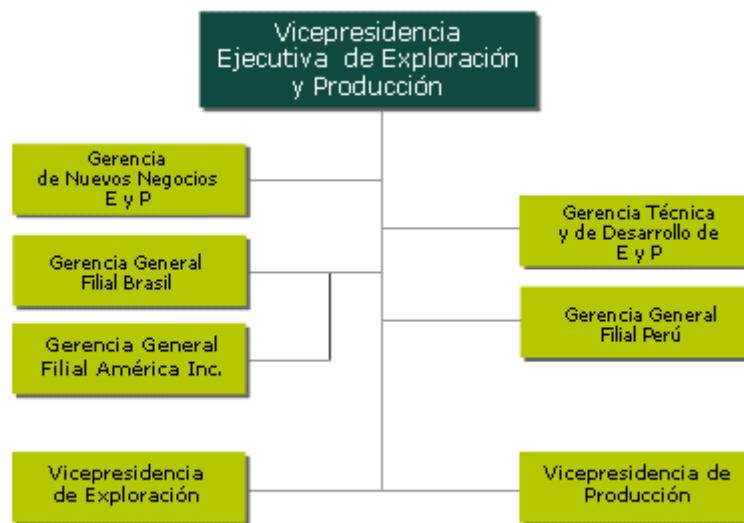 Vicepresidencia
Ejecutiva de Exploración
y Producción
Gerencia
de Nuevos Negocios
E y P
Gerencia Técnica
y de Desarrollo de
E y P
Gerencia General
Filial Brasil
Gerencia General
Filial Perú
Gerencia General
Filial América Inc.
Vicepresidencia
de Exploración
Vicepresidencia de
Producción